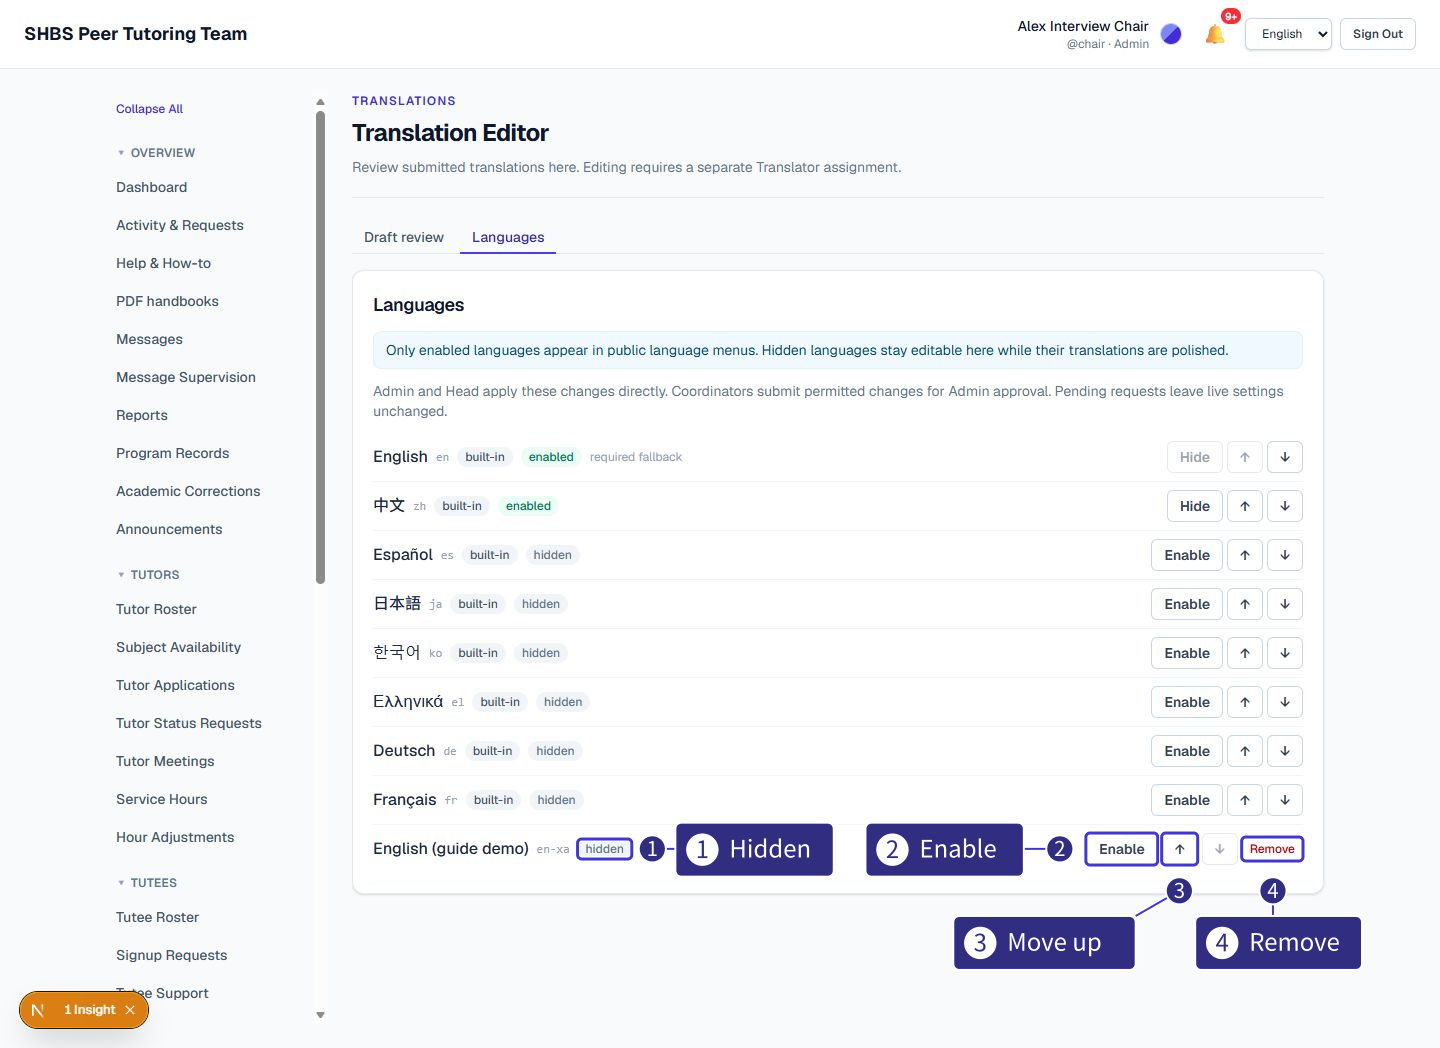 SHBS Peer Tutoring Team
Alex Interview Chair
@chair · Admin
9+
English
Sign Out
Collapse All
OVERVIEW
Dashboard
Activity & Requests
Help & How-to
PDF handbooks
Messages
Message Supervision
Reports
Program Records
Academic Corrections
Announcements
TUTORS
Tutor Roster
Subject Availability
Tutor Applications
Tutor Status Requests
Tutor Meetings
Service Hours
Hour Adjustments
TUTEES
Tutee Roster
Signup Requests
Tutee Support
N 1 Insight ×
TRANSLATIONS
Translation Editor
Review submitted translations here. Editing requires a separate Translator assignment.
Draft review Languages
Languages
Only enabled languages appear in public language menus. Hidden languages stay editable here while their translations are polished.
Admin and Head apply these changes directly. Coordinators submit permitted changes for Admin approval. Pending requests leave live settings
unchanged.
English en built-in enabled required fallback Hide ↑ ↓
中文 zh built-in enabled Hide ↑ ↓
Español es built-in hidden Enable ↑ ↓
日本語 ja built-in hidden Enable ↑ ↓
한국어 ko built-in hidden Enable ↑ ↓
Ελληνικά el built-in hidden Enable ↑ ↓
Deutsch de built-in hidden Enable ↑ ↓
Français fr built-in hidden Enable ↑ ↓
English (guide demo) en-xa hidden 1 1 Hidden 2 Enable 2 Enable ↑ ↓ Remove
3 4
3 Move up 4 Remove